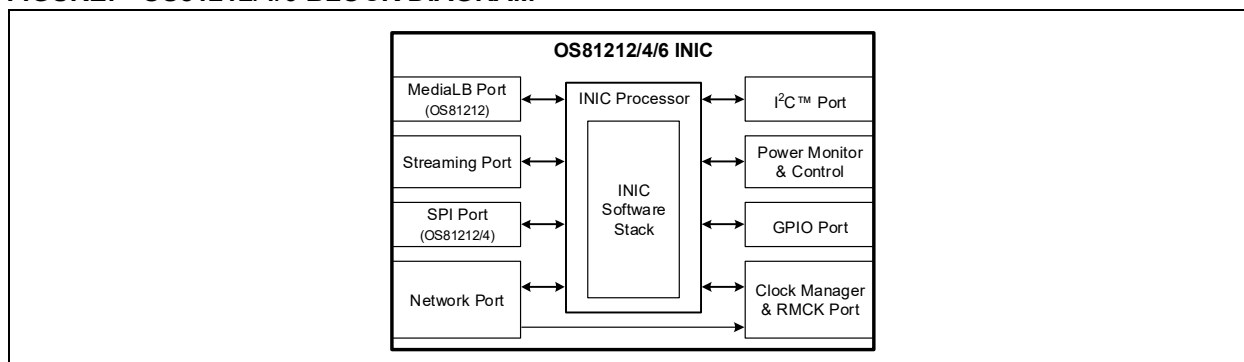 OS81212/4/6 BLOCK DIAGRAM
OS81212/4/6 INIC
MediaLB Port
(OS81212)
Streaming Port
SPI Port
(OS81212/4)
Network Port
INIC Processor
INIC
Software
Stack
I²C™ Port
Power Monitor
& Control
GPIO Port
Clock Manager
& RMCK Port